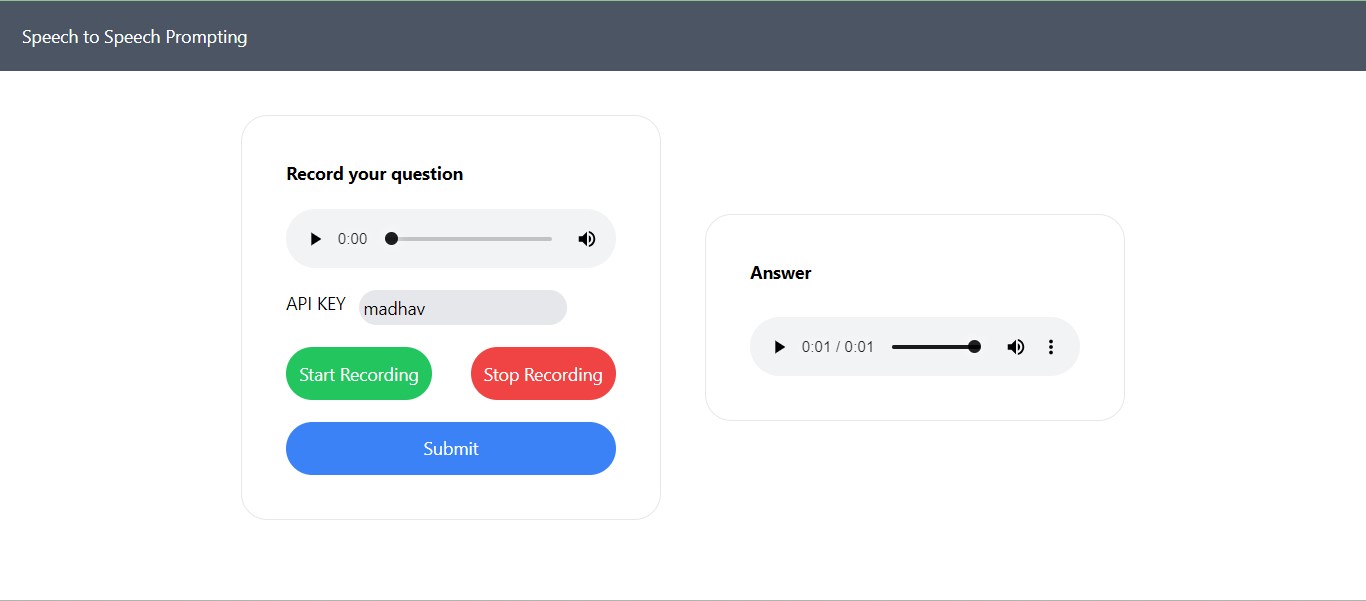 Speech to Speech Prompting
Record your question
0:00
API KEY madhav
Start Recording Stop Recording
Submit
Answer
0:01 / 0:01